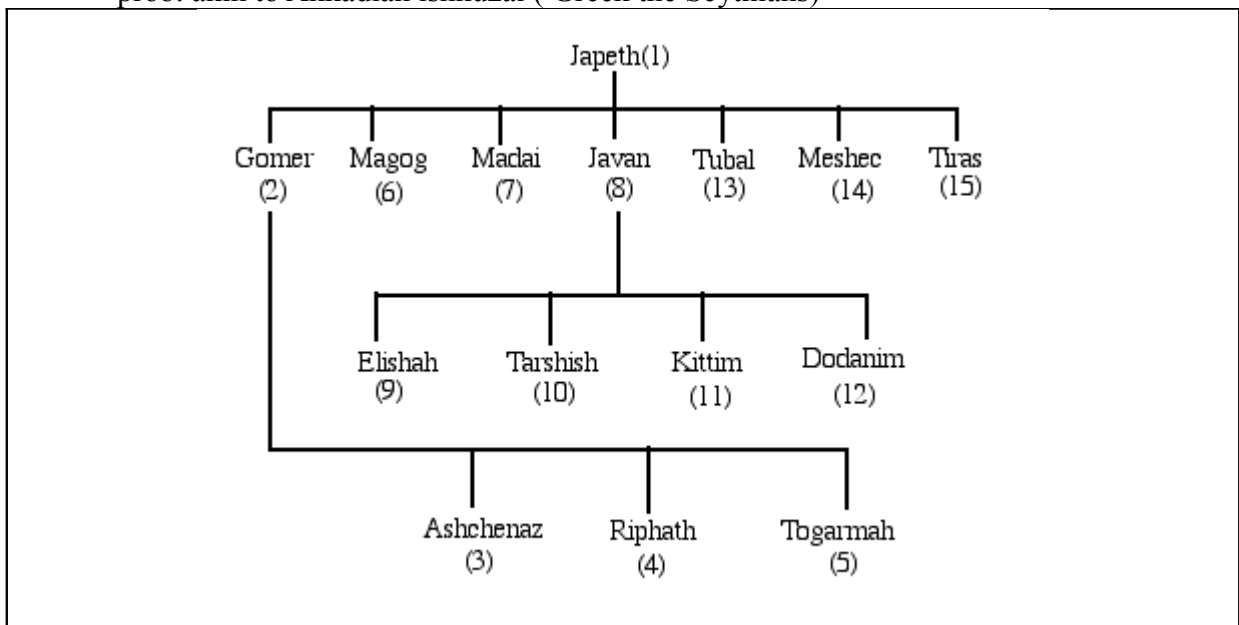 Japeth(1)
Gomer Magog Madai Javan Tubal Meshec Tiras
(2) (6) (7) (8) (13) (14) (15)
Elishah Tarshish Kittim Dodanim
(9) (10) (11) (12)
Ashchenaz Riphath Togarmah
(3) (4) (5)